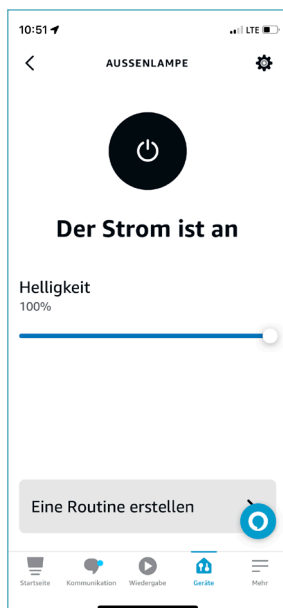 10:51
LTE
AUSSENLAMPE
Der Strom ist an
Helligkeit
100%
Eine Routine erstellen
Startseite Kommunikation Wiedergabe Geräte Mehr